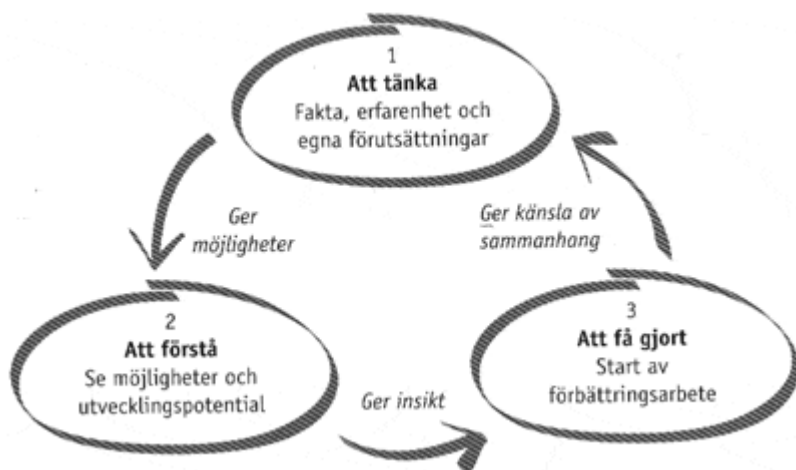 1
Att tänka
Fakta, erfarenhet och
egna förutsättningar
Ger
möjligheter
Ger känsla av
sammanhang
2
Att förstå
Se möjligheter och
utvecklingspotential
Ger insikt
3
Att få gjort
Start av
förbättringsarbete